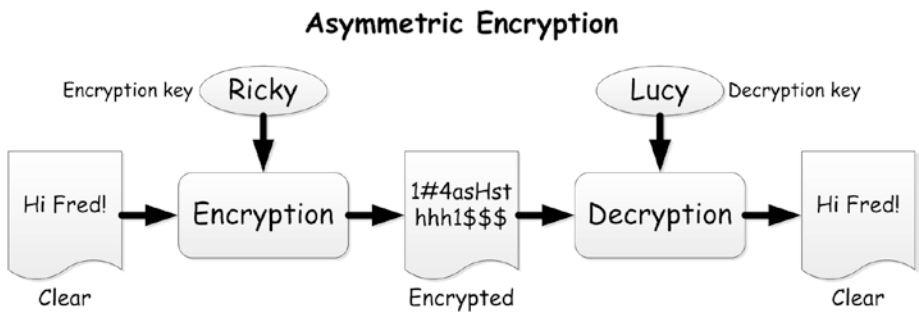 Asymmetric Encryption
Encryption key
Ricky
Lucy
Decryption key
Hi Fred!
Encryption
1#4asHst
hhh1$$$
Decryption
Hi Fred!
Clear
Encrypted
Clear